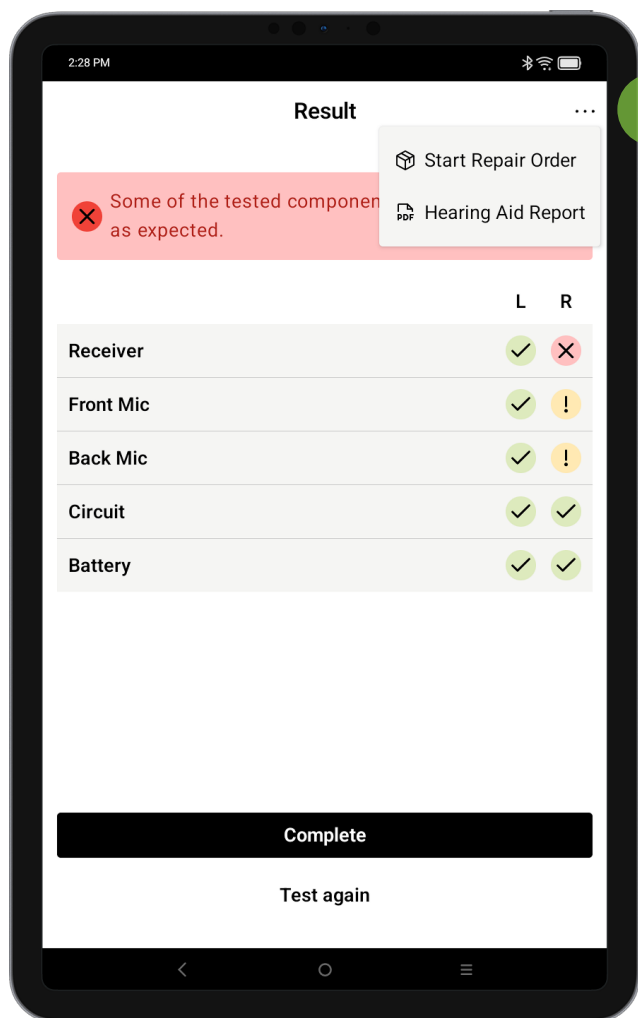 2:28 PM
Result
Start Repair Order
PDF Hearing Aid Report
Some of the tested componen
as expected.
L R
Receiver
Front Mic
Back Mic
Circuit
Battery
Complete
Test again